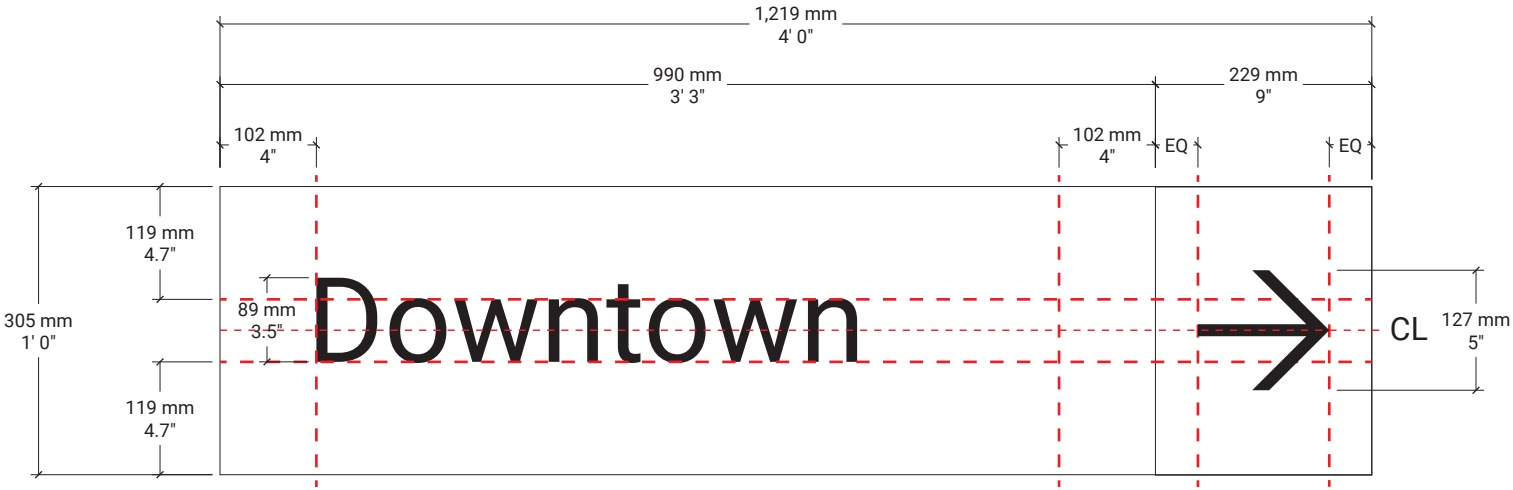 1,219 mm
4' 0"
990 mm
3' 3"
229 mm
9"
102 mm
4"
102 mm
4"
EQ
EQ
119 mm
4.7"
89 mm
3.5"
Downtown
305 mm
1' 0"
CL
127 mm
5"
119 mm
4.7"